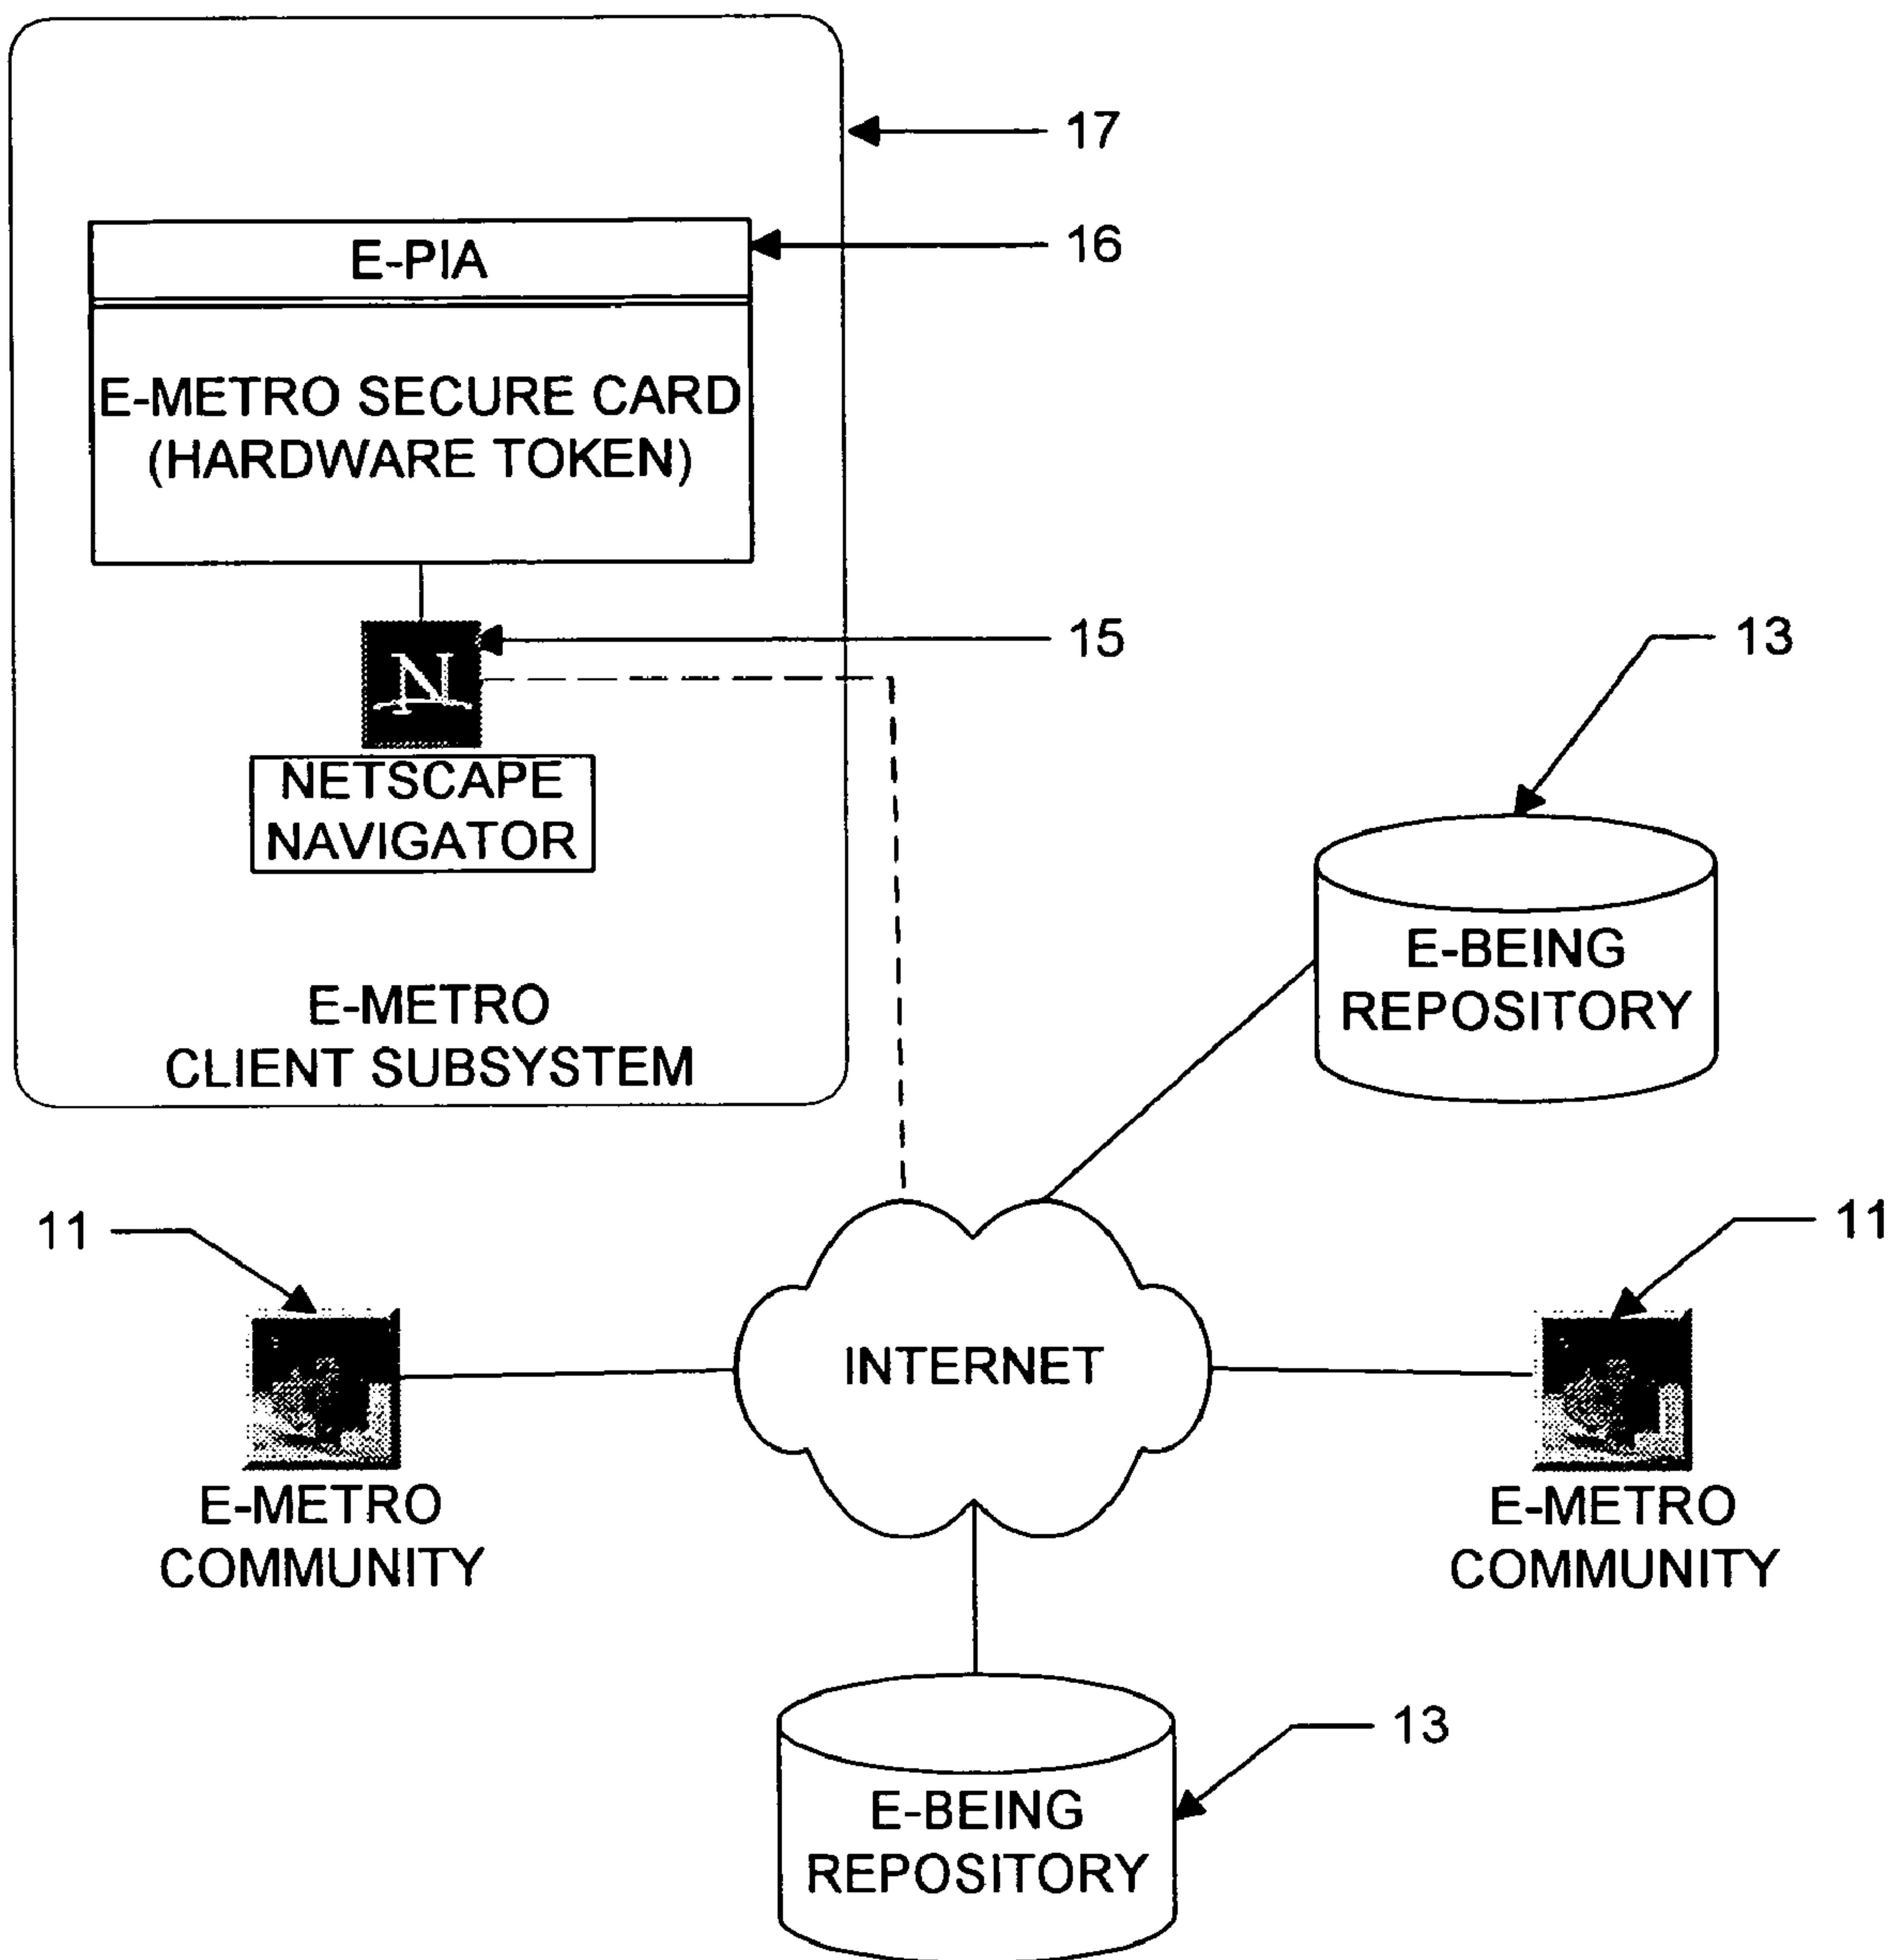 17
E-PIA
16
E-METRO SECURE CARD
(HARDWARE TOKEN)
15
N
NETSCAPE
NAVIGATOR
E-METRO
CLIENT SUBSYSTEM
13
E-BEING
REPOSITORY
11
E-METRO
COMMUNITY
INTERNET
11
E-METRO
COMMUNITY
13
E-BEING
REPOSITORY